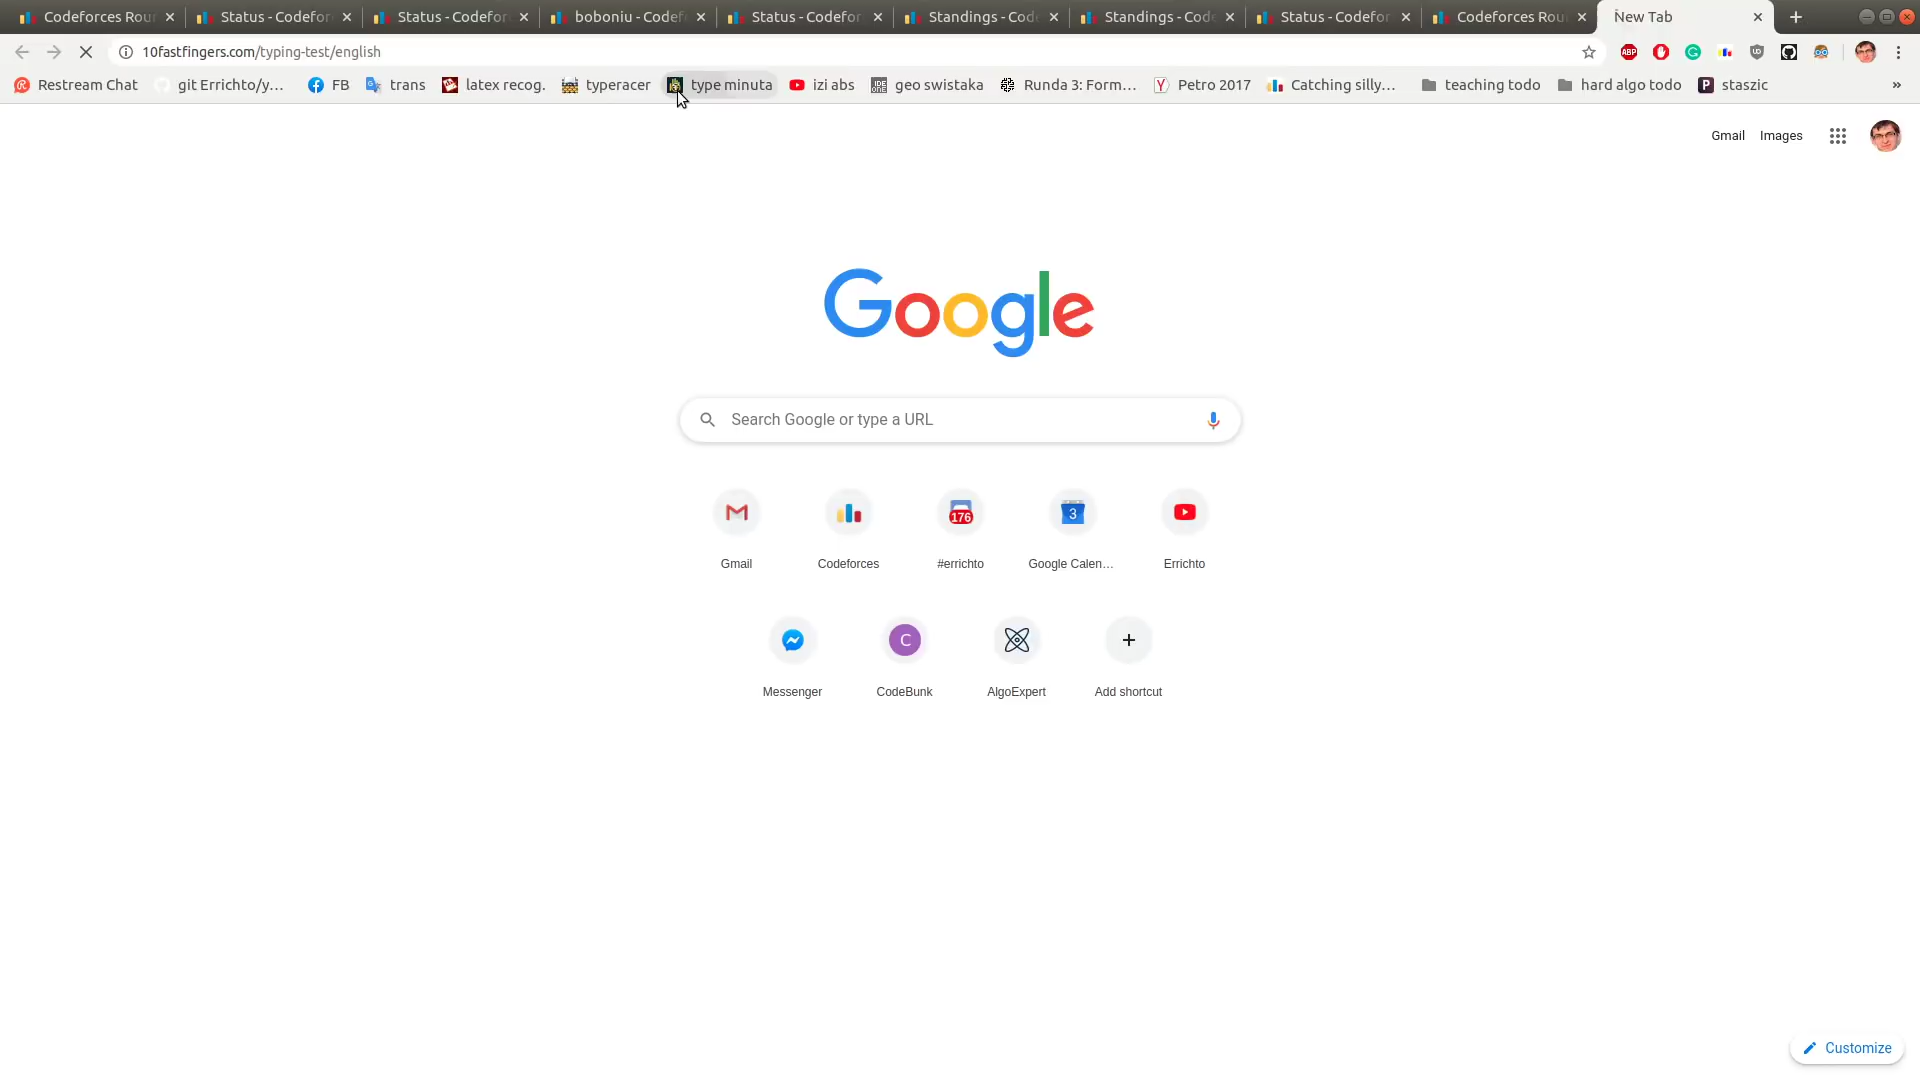 Codeforces Rou
Status - Codefor
Status - Codefor
boboniu - Codef
Status - Codefor
Standings - Cod
Standings - Cod
Status - Codefor
Codeforces Rou
New Tab
10fastfingers.com/typing-test/english
ABP
Restream Chat
git Errichto/y...
FB
trans
latex recog.
typeracer
type minuta
izi abs
geo swistaka
Runda 3: Form...
Petro 2017
Catching silly...
teaching todo
hard algo todo
P staszic
»
Gmail Images
Google
Search Google or type a URL
176
3
Gmail
Codeforces
#errichto
Google Calen...
Errichto
C
Messenger
CodeBunk
AlgoExpert
Add shortcut
Customize